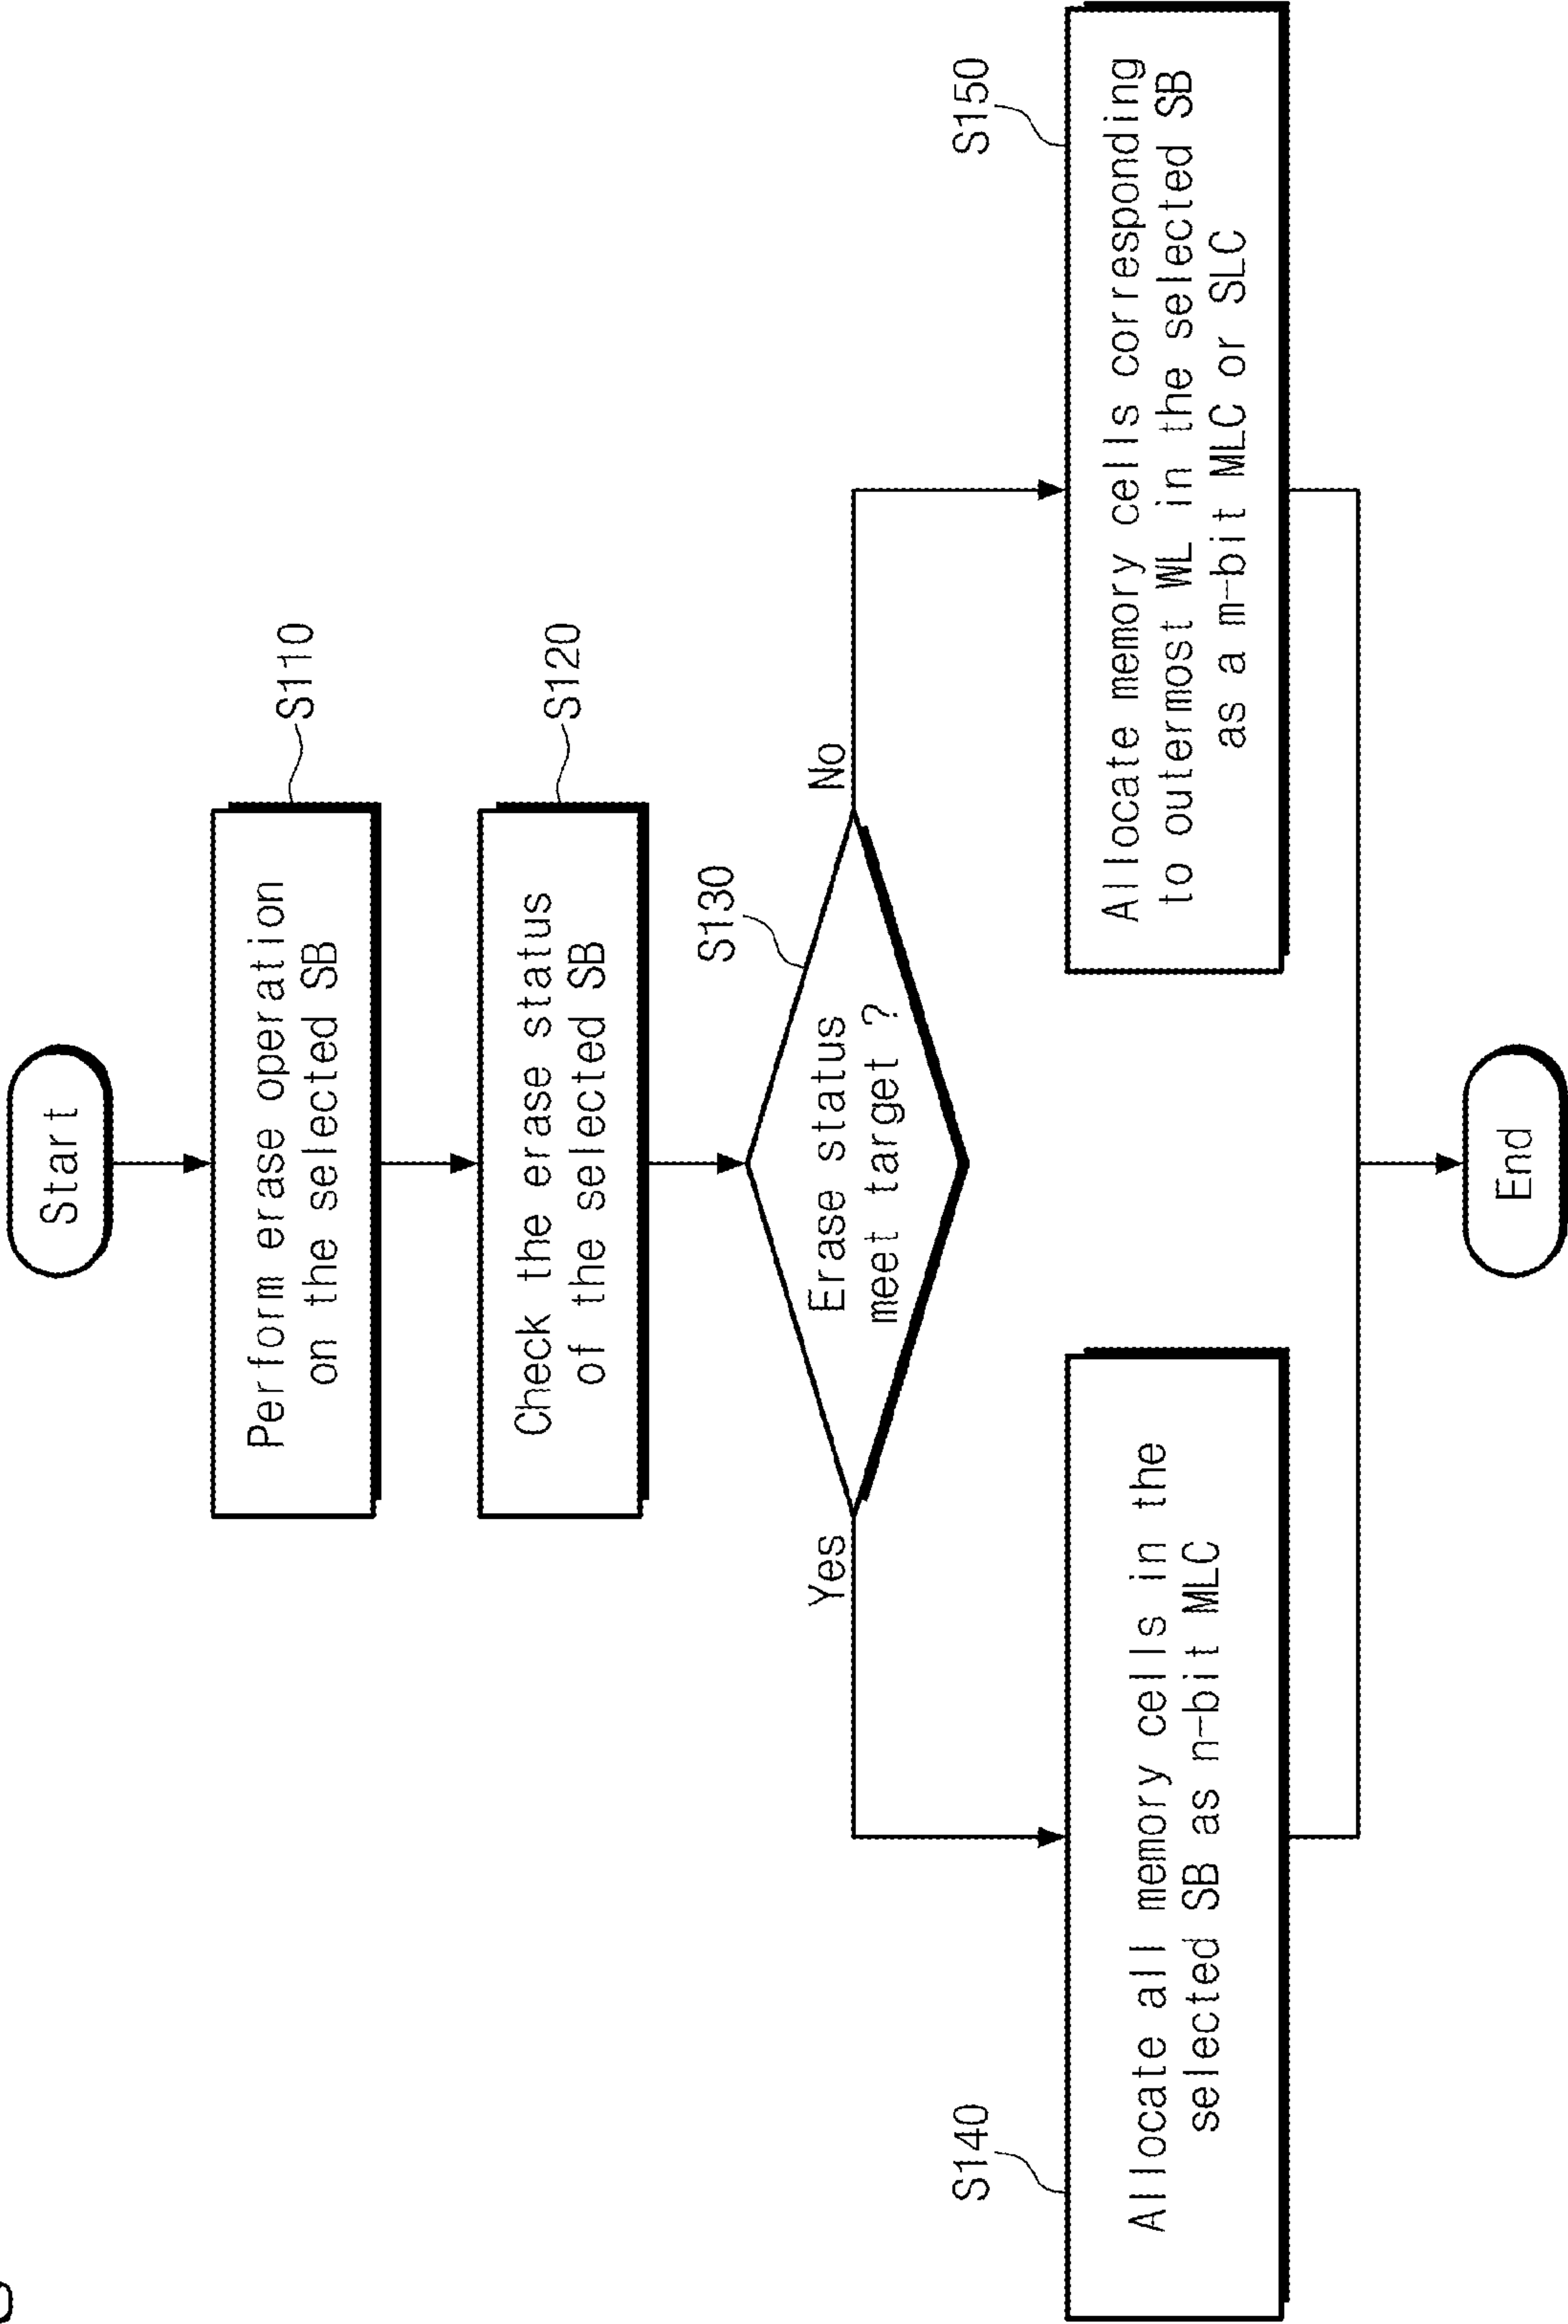 Start
Perform erase operation
on the selected SB
S110
Check the erase status
of the selected SB
S120
Erase status
meet target ?
S130
Yes
No
S140
Allocate all memory cells in the
selected SB as n-bit MLC
S150
Allocate memory cells corresponding
to outermost WL in the selected SB
as a m-bit MLC or SLC
End